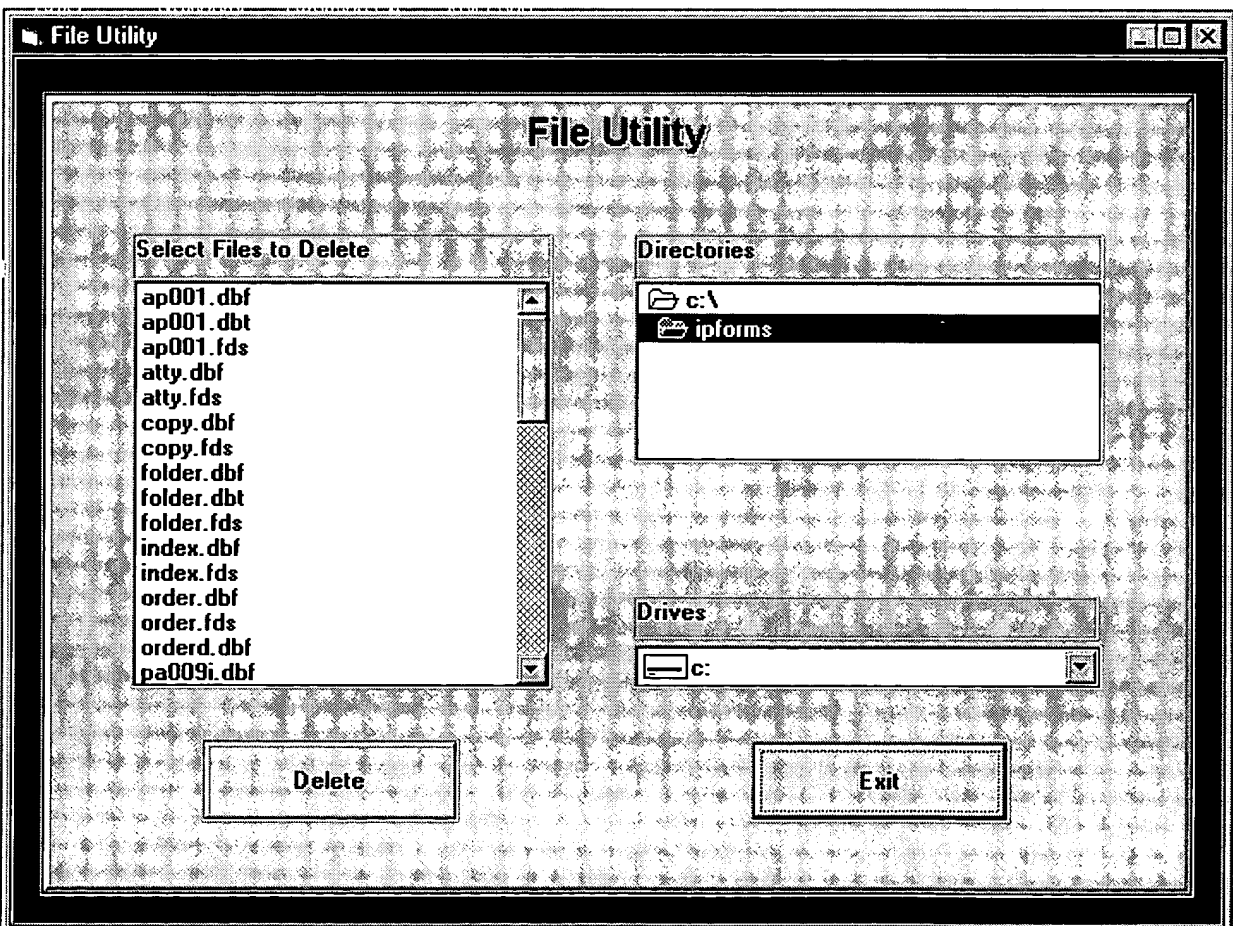 File Utility
File Utility
Select Files to Delete
ap001.dbf
ap001.dbt
ap001.fds
atty.dbf
atty.fds
copy.dbf
copy.fds
folder.dbf
folder.dbt
folder.fds
index.dbf
index.fds
order.dbf
order.fds
orderd.dbf
pa009i.dbf
Directories
c:\
ipforms
Drives
c:
Delete
Exit